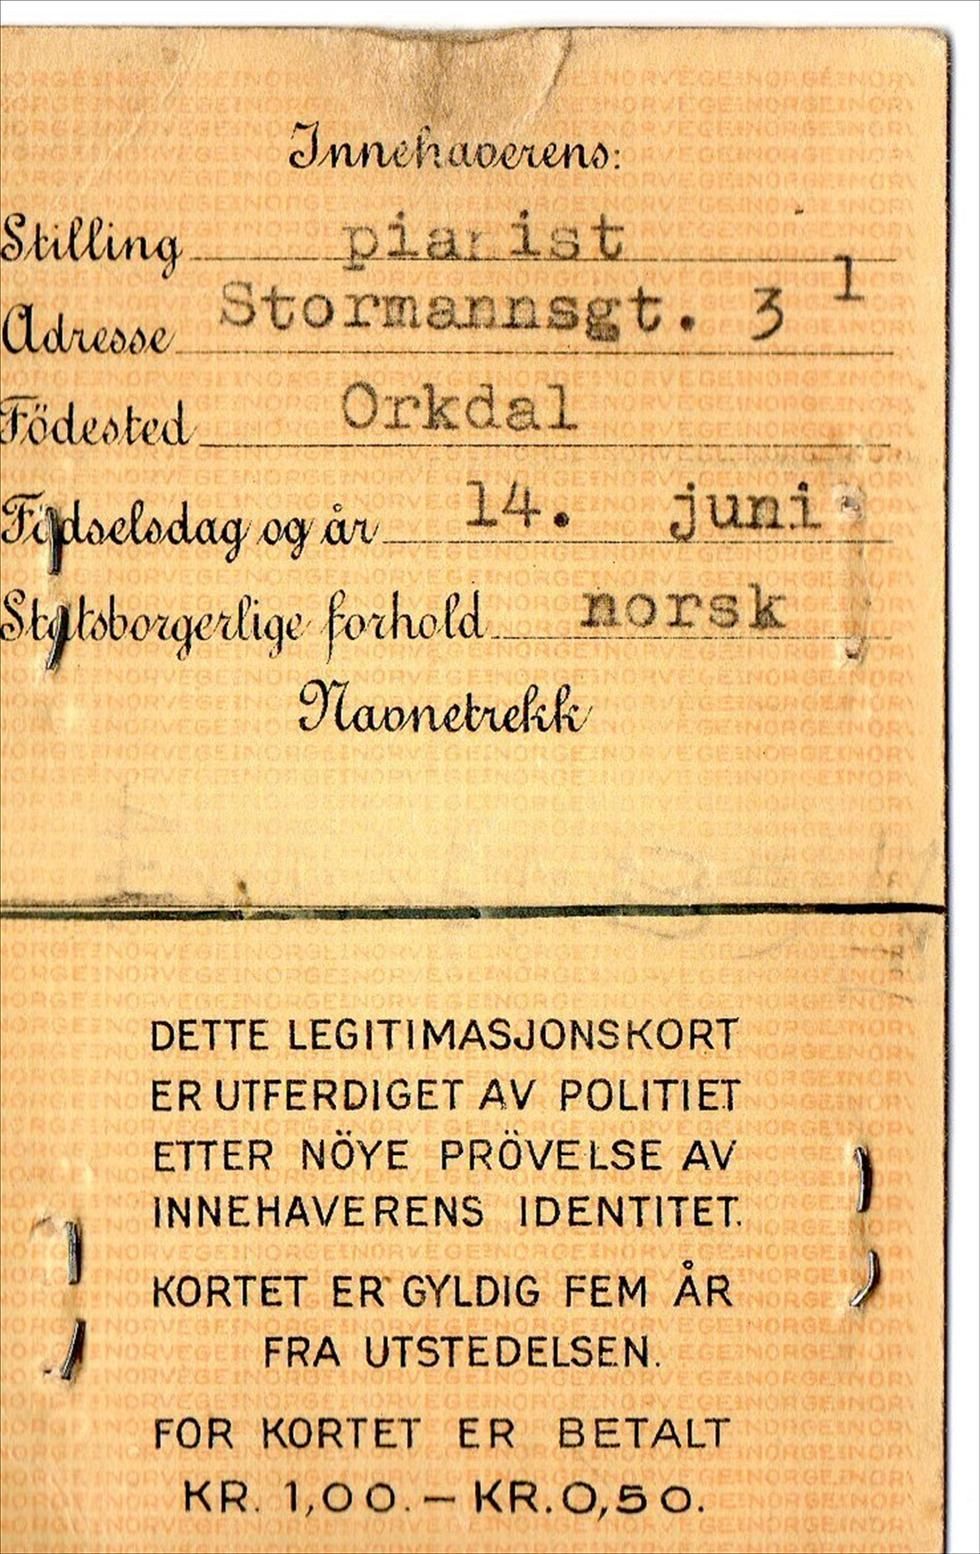 Innehaverens:
Stilling pianist
Adresse Stormannsgt. 3 1
Födested Orkdal
Födselsdag og år 14. juni
Statsborgerlige forhold norsk
Navnetrekk
DETTE LEGITIMASJONSKORT
ER UTFERDIGET AV POLITIET
ETTER NÖYE PRÖVELSE AV
INNEHAVERENS IDENTITET.
KORTET ER GYLDIG FEM ÅR
FRA UTSTEDELSEN.
FOR KORTET ER BETALT
KR. 1,00. – KR. 0,50.